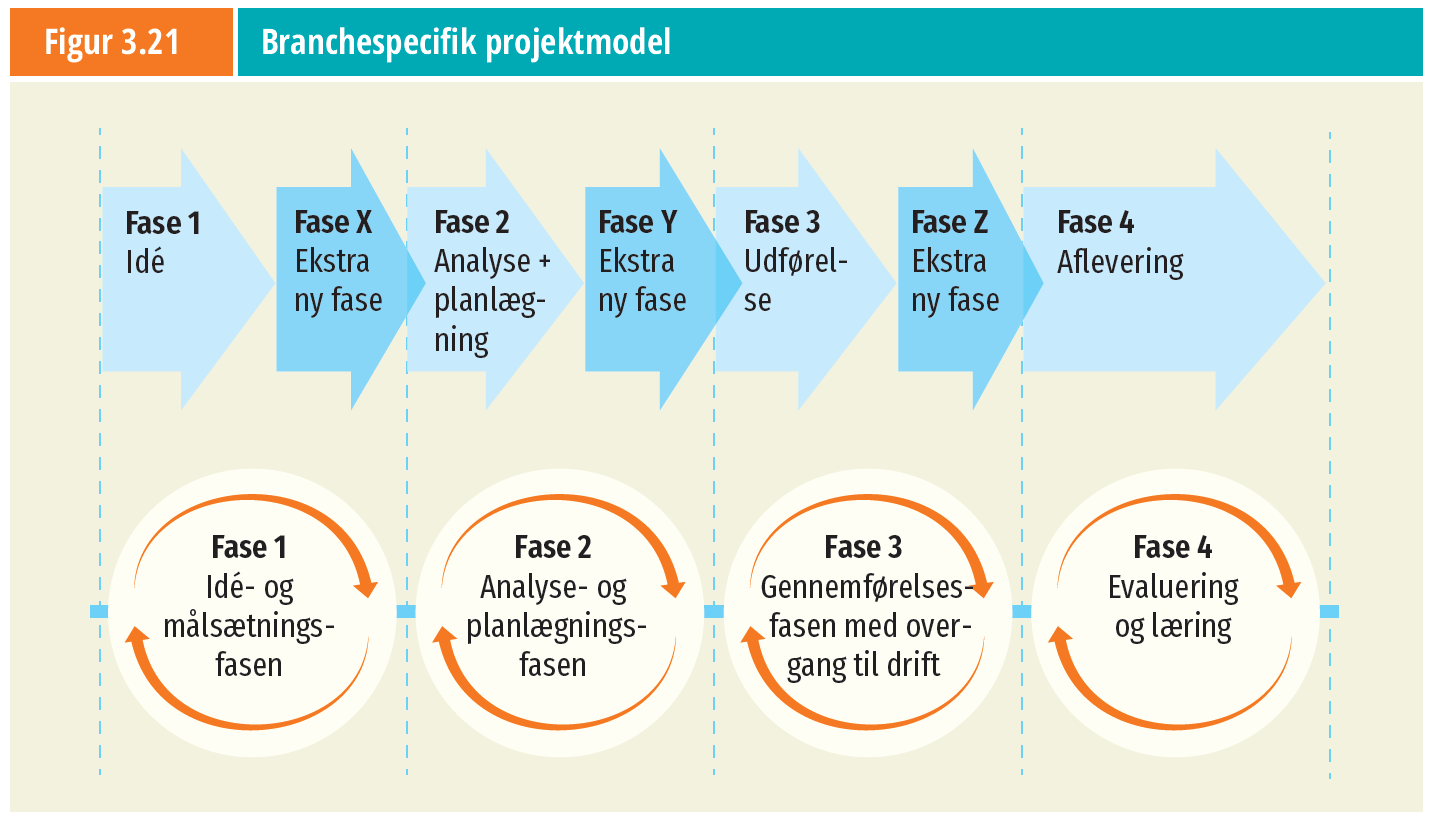 Figur 3.21
Branchespecifik projektmodel
Fase 1
Idé
Fase X
Ekstra
ny fase
Fase 2
Analyse +
planlæg-
ning
Fase Y
Ekstra
ny fase
Fase 3
Udførel-
se
Fase Z
Ekstra
ny fase
Fase 4
Aflevering
Fase 1
Idé- og
målsætnings-
fasen
Fase 2
Analyse- og
planlægnings-
fasen
Fase 3
Gennemførelses-
fasen med over-
gang til drift
Fase 4
Evaluering
og læring